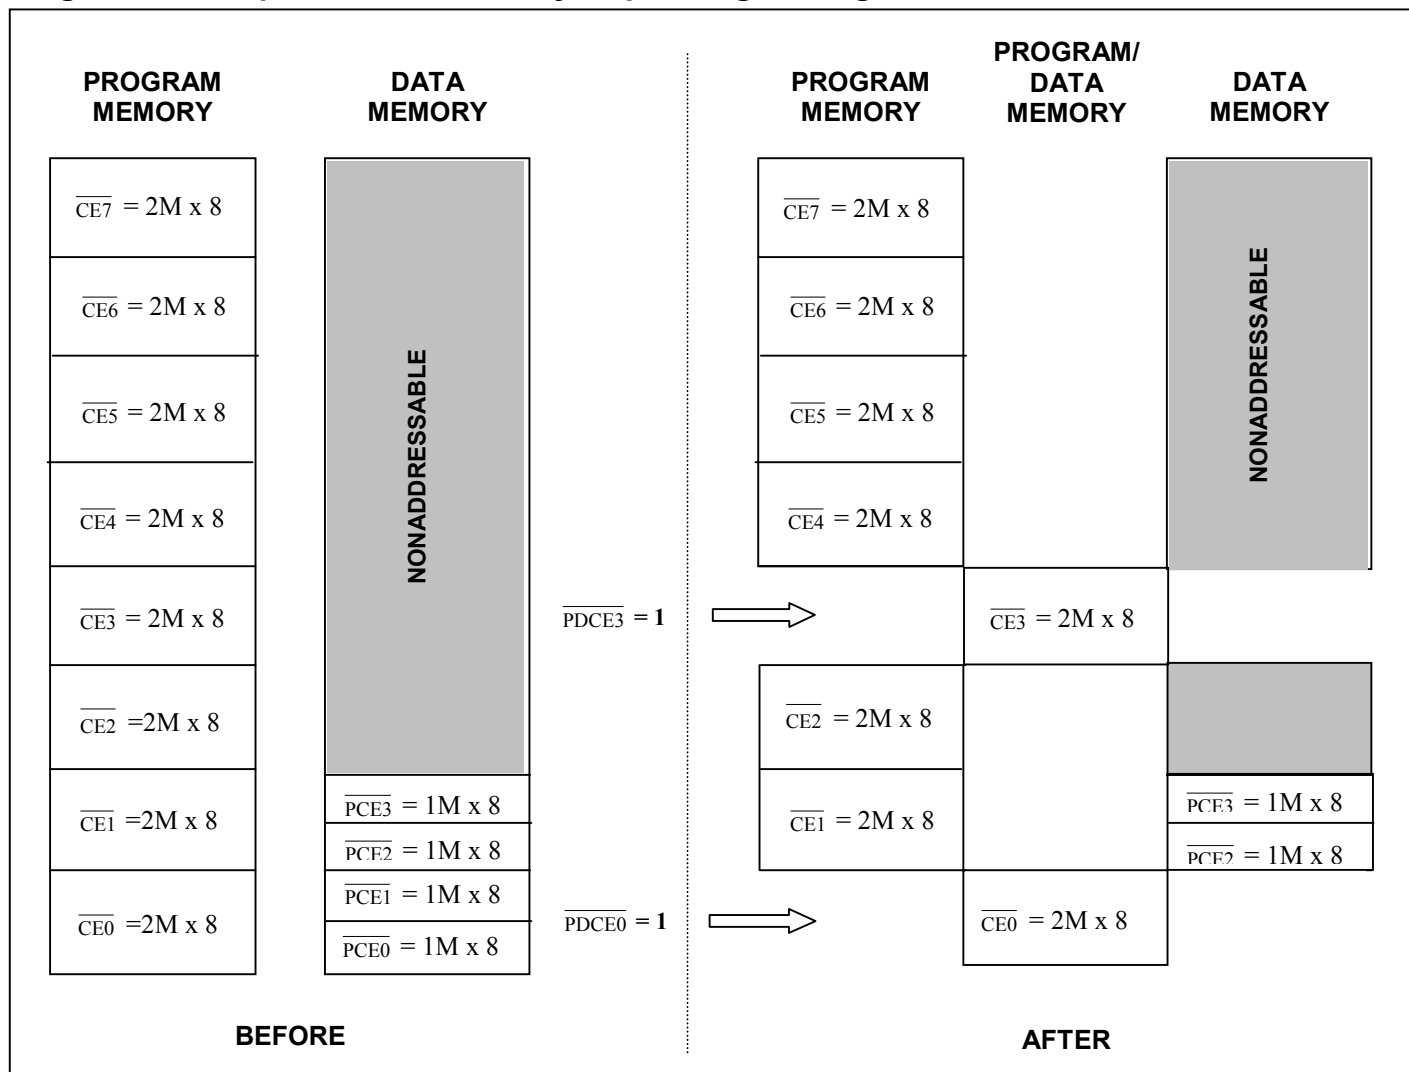 PROGRAM MEMORY
DATA MEMORY
CE7 = 2M x 8
CE6 = 2M x 8
CE5 = 2M x 8
CE4 = 2M x 8
CE3 = 2M x 8
CE2 =2M x 8
CE1 =2M x 8
CE0 =2M x 8
NONADDRESSABLE
PCE3 = 1M x 8
PCE2 = 1M x 8
PCE1 = 1M x 8
PCE0 = 1M x 8
BEFORE
PDCE3 = 1
PDCE0 = 1
PROGRAM MEMORY
PROGRAM/ DATA MEMORY
DATA MEMORY
CE7 = 2M x 8
CE6 = 2M x 8
CE5 = 2M x 8
CE4 = 2M x 8
CE3 = 2M x 8
CE2 = 2M x 8
CE1 = 2M x 8
CE0 = 2M x 8
NONADDRESSABLE
PCE3 = 1M x 8
PCE2 = 1M x 8
AFTER